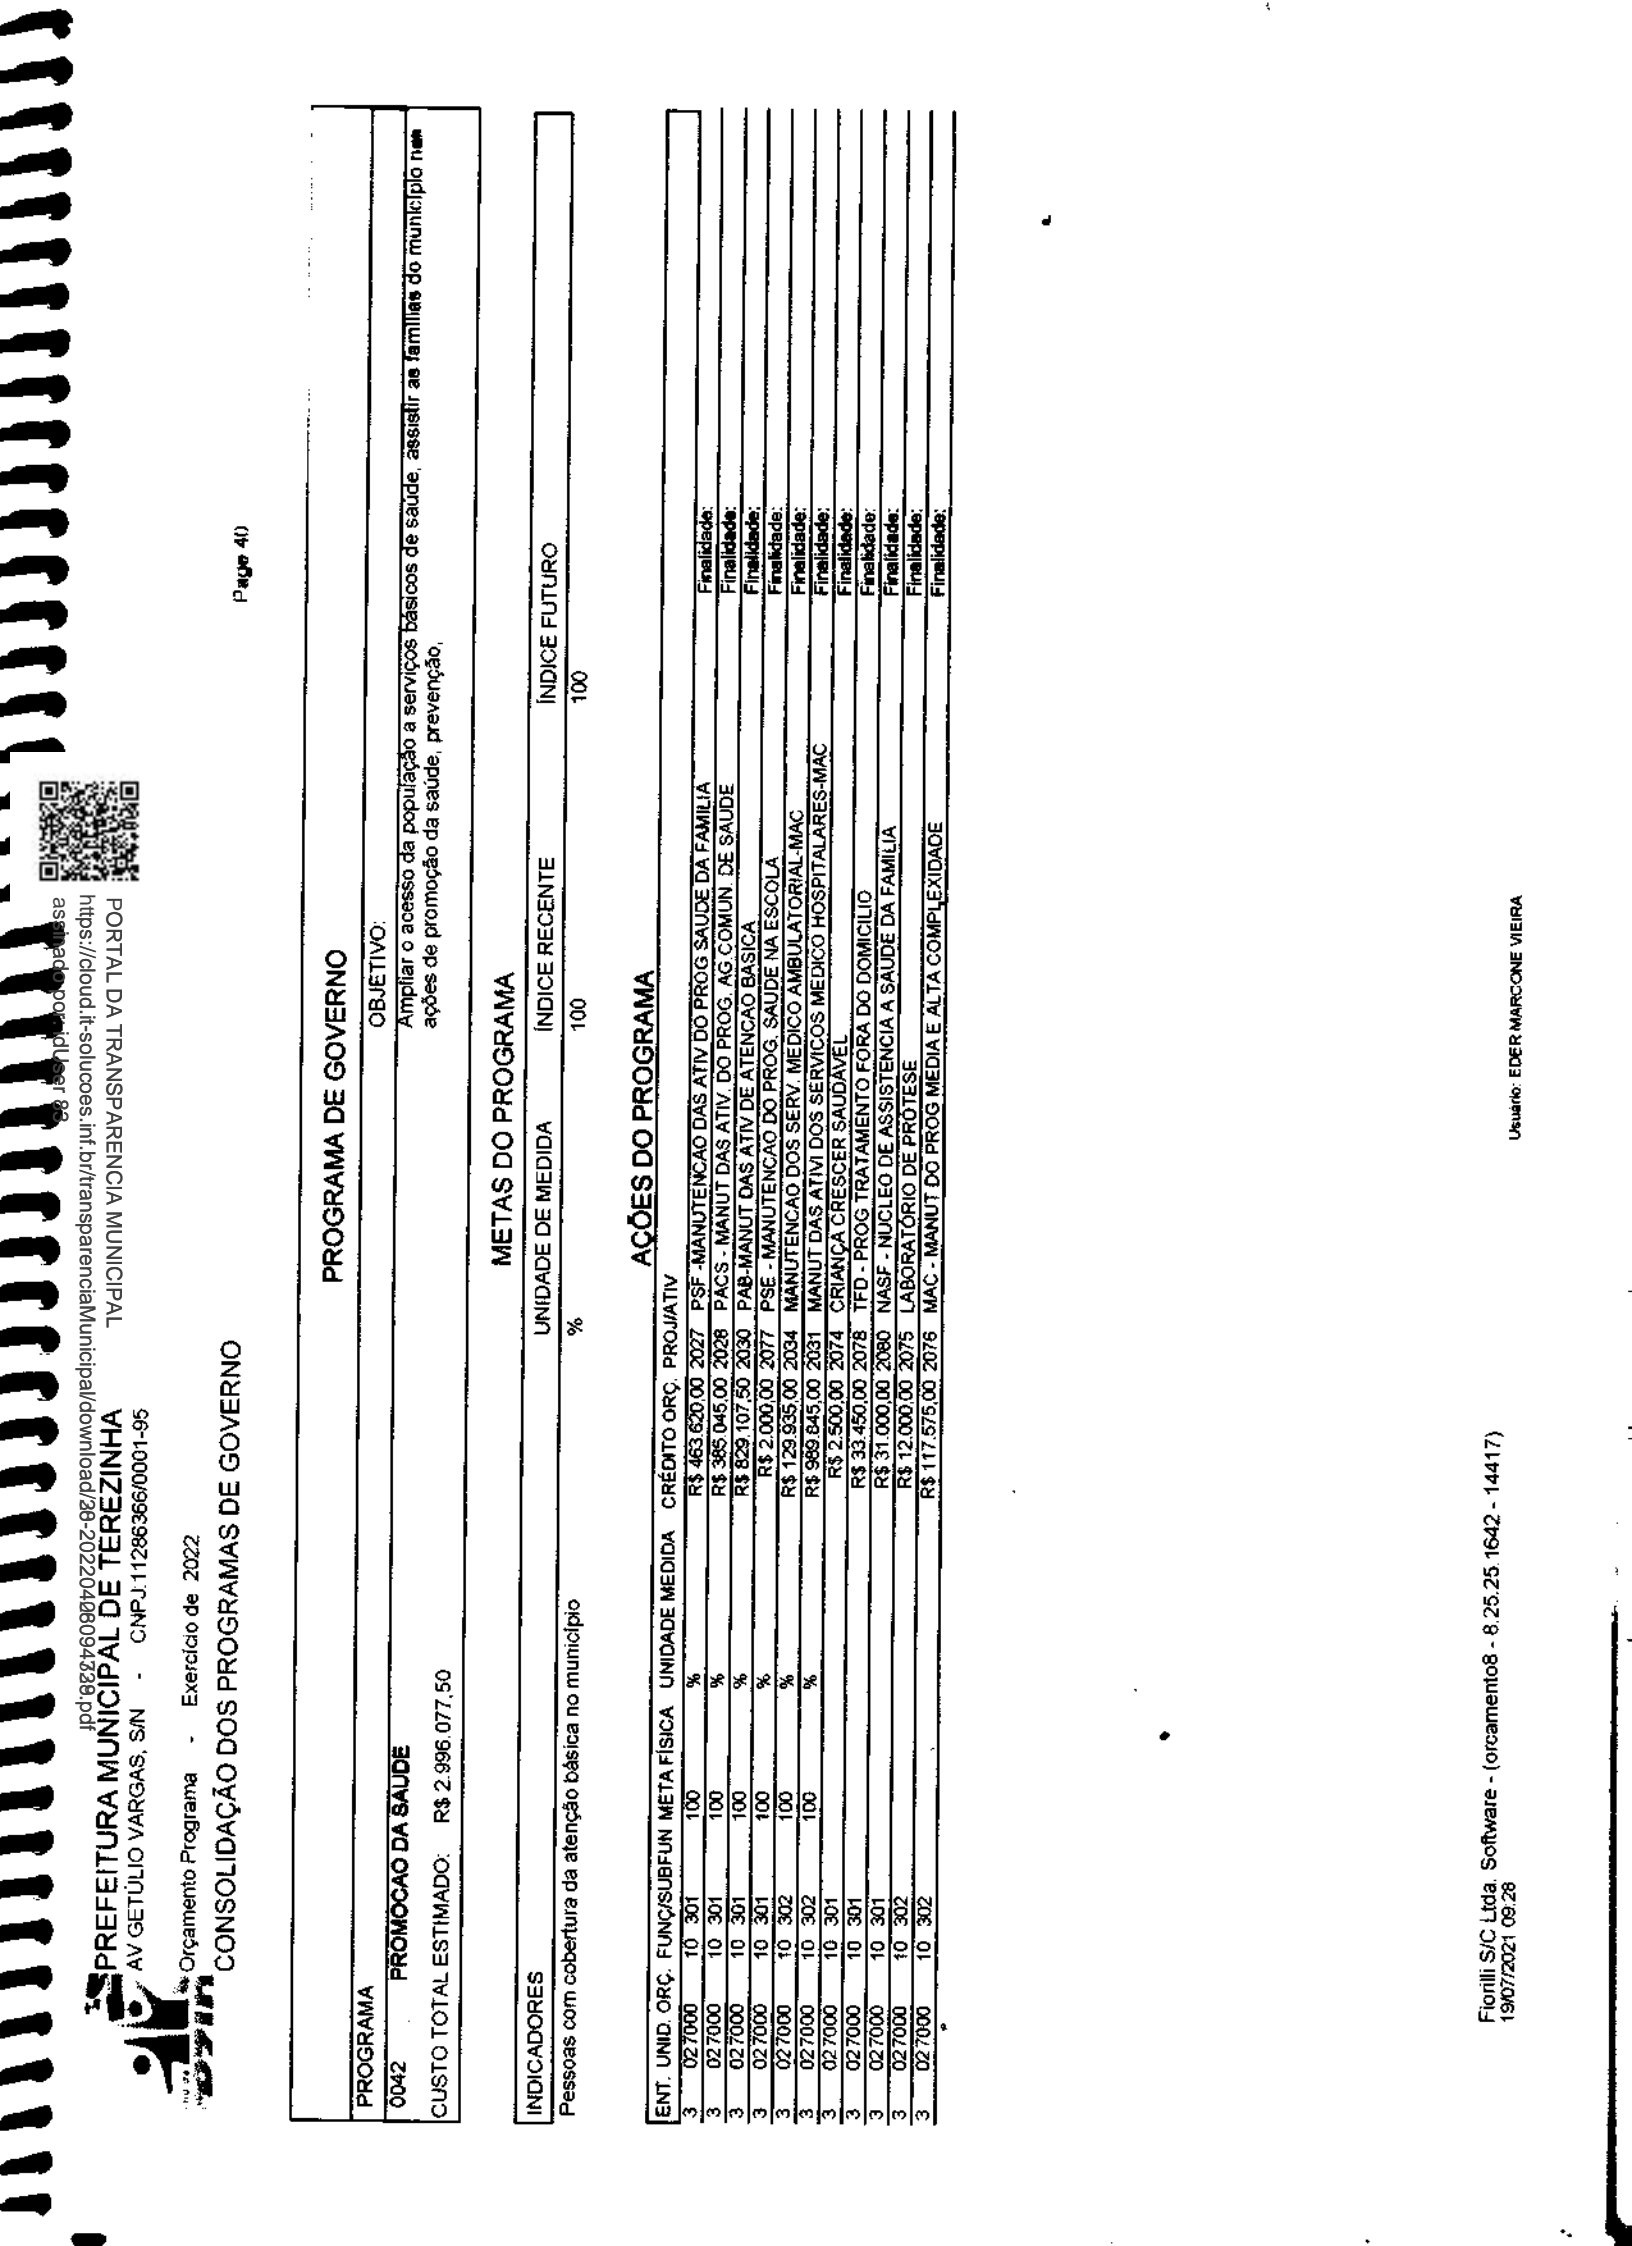 PORTAL DA TRANSPARENCIA MUNICIPAL
https://cloud.it-solucoes.inf.br/transparenciaMunicipal/download/28-20220406094328.pdf
PREFEITURA MUNICIPAL DE TEREZINHA
AV GETÚLIO VARGAS, S/N - CNPJ:11286366/0001-95
Orçamento Programa - Exercício de 2022
CONSOLIDAÇÃO DOS PROGRAMAS DE GOVERNO
Page 40
PROGRAMA DE GOVERNO
PROGRAMA OBJETIVO:
0042 PROMOCAO DA SAUDE Ampliar o acesso da população a serviços básicos de saúde, assistir as famílias do município nas
ações de promoção da saúde, prevenção,
CUSTO TOTAL ESTIMADO: R$ 2.996.077,50
METAS DO PROGRAMA
INDICADORES UNIDADE DE MEDIDA ÍNDICE RECENTE ÍNDICE FUTURO
Pessoas com cobertura da atenção básica no município % 100 100
AÇÕES DO PROGRAMA
ENT. UNID. ORÇ. FUNÇ/SUBFUN META FÍSICA UNIDADE MEDIDA CRÉDITO ORÇ. PROJ/ATIV
3 027000 10 301 100 % R$ 463.620,00 2027 PSF -MANUTENCAO DAS ATIV DO PROG SAUDE DA FAMILIA Finalidade:
3 027000 10 301 100 % R$ 385.045,00 2028 PACS - MANUT DAS ATIV. DO PROG. AG.COMUN. DE SAUDE Finalidade:
3 027000 10 301 100 % R$ 829.107,50 2030 PAB-MANUT DAS ATIV DE ATENCAO BASICA Finalidade:
3 027000 10 301 100 % R$ 2.000,00 2077 PSE - MANUTENCAO DO PROG. SAUDE NA ESCOLA Finalidade:
3 027000 10 302 100 % R$ 129.935,00 2034 MANUTENCAO DOS SERV. MEDICO AMBULATORIAL-MAC Finalidade:
3 027000 10 302 100 % R$ 989.845,00 2031 MANUT DAS ATIVI DOS SERVICOS MEDICO HOSPITALARES-MAC Finalidade:
3 027000 10 301 R$ 2.500,00 2074 CRIANÇA CRESCER SAUDAVEL Finalidade:
3 027000 10 301 R$ 33.450,00 2078 TFD - PROG TRATAMENTO FORA DO DOMICILIO Finalidade:
3 027000 10 301 R$ 31.000,00 2080 NASF - NUCLEO DE ASSISTENCIA A SAUDE DA FAMILIA Finalidade:
3 027000 10 302 R$ 12.000,00 2075 LABORATÓRIO DE PRÓTESE Finalidade:
3 027000 10 302 R$ 117.575,00 2076 MAC - MANUT DO PROG MEDIA E ALTA COMPLEXIDADE Finalidade:
Fiorilli S/C Ltda. Software - (orcamento8 - 8.25.25.1642 - 14417)
19/07/2021 09:28 Usuário: EDER MARCONE VIEIRA